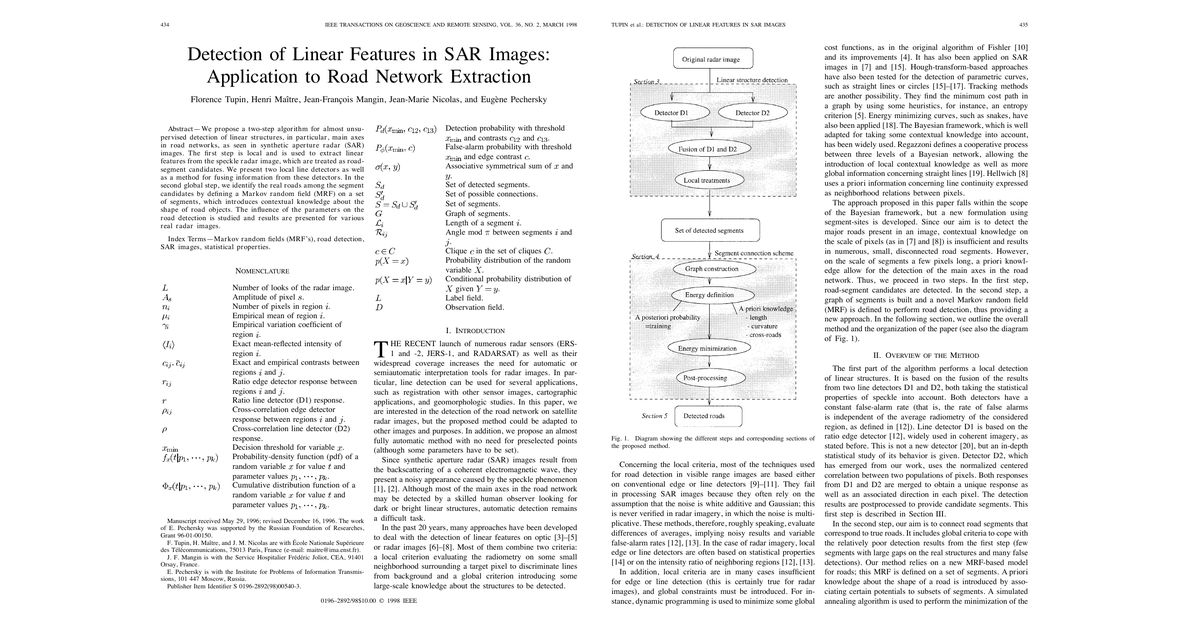 434
IEEE TRANSACTIONS ON GEOSCIENCE AND REMOTE SENSING, VOL. 36, NO. 2, MARCH 1998
Detection of Linear Features in SAR Images:
Application to Road Network Extraction
Florence Tupin, Henri Maître, Jean-François Mangin, Jean-Marie Nicolas, and Eugène Pechersky
Abstract—We propose a two-step algorithm for almost unsu-
pervised detection of linear structures, in particular, main axes
in road networks, as seen in synthetic aperture radar (SAR)
images. The first step is local and is used to extract linear
features from the speckle radar image, which are treated as road-
segment candidates. We present two local line detectors as well
as a method for fusing information from these detectors. In the
second global step, we identify the real roads among the segment
candidates by defining a Markov random field (MRF) on a set
of segments, which introduces contextual knowledge about the
shape of road objects. The influence of the parameters on the
road detection is studied and results are presented for various
real radar images.
Index Terms—Markov random fields (MRF's), road detection,
SAR images, statistical properties.
NOMENCLATURE
L Number of looks of the radar image.
A_s Amplitude of pixel s.
n_i Number of pixels in region i.
μ_i Empirical mean of region i.
γ_i Empirical variation coefficient of
region i.
⟨I_i⟩ Exact mean-reflected intensity of
region i.
c_ij, c̃_ij Exact and empirical contrasts between
regions i and j.
r_ij Ratio edge detector response between
regions i and j.
r Ratio line detector (D1) response.
ρ_ij Cross-correlation edge detector
response between regions i and j.
ρ Cross-correlation line detector (D2)
response.
x_min Decision threshold for variable x.
f_x(t|p_1, ⋯, p_k) Probability-density function (pdf) of a
random variable x for value t and
parameter values p_1, ⋯, p_k.
Φ_x(t|p_1, ⋯, p_k) Cumulative distribution function of a
random variable x for value t and
parameter values p_1, ⋯, p_k.
Manuscript received May 29, 1996; revised December 16, 1996. The work
of E. Pechersky was supported by the Russian Foundation of Researches,
Grant 96-01-00150.
F. Tupin, H. Maître, and J. M. Nicolas are with École Nationale Supérieure
des Télécommunications, 75013 Paris, France (e-mail: maitre@ima.enst.fr).
J. F. Mangin is with the Service Hospitalier Frédéric Joliot, CEA, 91401
Orsay, France.
E. Pechersky is with the Institute for Problems of Information Transmis-
sions, 101 447 Moscow, Russia.
Publisher Item Identifier S 0196-2892(98)00540-3.
P_d(x_min, c_12, c_13) Detection probability with threshold
x_min and contrasts c_12 and c_13.
P_0(x_min, c) False-alarm probability with threshold
x_min and edge contrast c.
σ(x, y) Associative symmetrical sum of x and
y.
S_d Set of detected segments.
S'_d Set of possible connections.
S = S_d ∪ S'_d Set of segments.
G Graph of segments.
L_i Length of a segment i.
R_ij Angle mod π between segments i and
j.
c ∈ C Clique c in the set of cliques C.
p(X = x) Probability distribution of the random
variable X.
p(X = x|Y = y) Conditional probability distribution of
X given Y = y.
L Label field.
D Observation field.
I. INTRODUCTION
THE RECENT launch of numerous radar sensors (ERS-
1 and -2, JERS-1, and RADARSAT) as well as their
widespread coverage increases the need for automatic or
semiautomatic interpretation tools for radar images. In par-
ticular, line detection can be used for several applications,
such as registration with other sensor images, cartographic
applications, and geomorphologic studies. In this paper, we
are interested in the detection of the road network on satellite
radar images, but the proposed method could be adapted to
other images and purposes. In addition, we propose an almost
fully automatic method with no need for preselected points
(although some parameters have to be set).
Since synthetic aperture radar (SAR) images result from
the backscattering of a coherent electromagnetic wave, they
present a noisy appearance caused by the speckle phenomenon
[1], [2]. Although most of the main axes in the road network
may be detected by a skilled human observer looking for
dark or bright linear structures, automatic detection remains
a difficult task.
In the past 20 years, many approaches have been developed
to deal with the detection of linear features on optic [3]–[5]
or radar images [6]–[8]. Most of them combine two criteria:
a local criterion evaluating the radiometry on some small
neighborhood surrounding a target pixel to discriminate lines
from background and a global criterion introducing some
large-scale knowledge about the structures to be detected.
0196–2892/98$10.00 © 1998 IEEE
TUPIN et al.: DETECTION OF LINEAR FEATURES IN SAR IMAGES
435
Original radar image
Section 3
Linear structure detection
Detector D1
Detector D2
Fusion of D1 and D2
Local treatments
Set of detected segments
Section 4
Segment connection scheme
Graph construction
Energy definition
A posteriori probability
=training
A priori knowledge
- length
- curvature
- cross-roads
Energy minimization
Post-processing
Section 5
Detected roads
Fig. 1. Diagram showing the different steps and corresponding sections of
the proposed method.
Concerning the local criteria, most of the techniques used
for road detection in visible range images are based either
on conventional edge or line detectors [9]–[11]. They fail
in processing SAR images because they often rely on the
assumption that the noise is white additive and Gaussian; this
is never verified in radar imagery, in which the noise is multi-
plicative. These methods, therefore, roughly speaking, evaluate
differences of averages, implying noisy results and variable
false-alarm rates [12], [13]. In the case of radar imagery, local
edge or line detectors are often based on statistical properties
[14] or on the intensity ratio of neighboring regions [12], [13].
In addition, local criteria are in many cases insufficient
for edge or line detection (this is certainly true for radar
images), and global constraints must be introduced. For in-
stance, dynamic programming is used to minimize some global
cost functions, as in the original algorithm of Fishler [10]
and its improvements [4]. It has also been applied on SAR
images in [7] and [15]. Hough-transform-based approaches
have also been tested for the detection of parametric curves,
such as straight lines or circles [15]–[17]. Tracking methods
are another possibility. They find the minimum cost path in
a graph by using some heuristics, for instance, an entropy
criterion [5]. Energy minimizing curves, such as snakes, have
also been applied [18]. The Bayesian framework, which is well
adapted for taking some contextual knowledge into account,
has been widely used. Regazzoni defines a cooperative process
between three levels of a Bayesian network, allowing the
introduction of local contextual knowledge as well as more
global information concerning straight lines [19]. Hellwich [8]
uses a priori information concerning line continuity expressed
as neighborhood relations between pixels.
The approach proposed in this paper falls within the scope
of the Bayesian framework, but a new formulation using
segment-sites is developed. Since our aim is to detect the
major roads present in an image, contextual knowledge on
the scale of pixels (as in [7] and [8]) is insufficient and results
in numerous, small, disconnected road segments. However,
on the scale of segments a few pixels long, a priori knowl-
edge allow for the detection of the main axes in the road
network. Thus, we proceed in two steps. In the first step,
road-segment candidates are detected. In the second step, a
graph of segments is built and a novel Markov random field
(MRF) is defined to perform road detection, thus providing a
new approach. In the following section, we outline the overall
method and the organization of the paper (see also the diagram
of Fig. 1).
II. OVERVIEW OF THE METHOD
The first part of the algorithm performs a local detection
of linear structures. It is based on the fusion of the results
from two line detectors D1 and D2, both taking the statistical
properties of speckle into account. Both detectors have a
constant false-alarm rate (that is, the rate of false alarms
is independent of the average radiometry of the considered
region, as defined in [12]). Line detector D1 is based on the
ratio edge detector [12], widely used in coherent imagery, as
stated before. This is not a new detector [20], but an in-depth
statistical study of its behavior is given. Detector D2, which
has emerged from our work, uses the normalized centered
correlation between two populations of pixels. Both responses
from D1 and D2 are merged to obtain a unique response as
well as an associated direction in each pixel. The detection
results are postprocessed to provide candidate segments. This
first step is described in Section III.
In the second step, our aim is to connect road segments that
correspond to true roads. It includes global criteria to cope with
the relatively poor detection results from the first step (few
segments with large gaps on the real structures and many false
detections). Our method relies on a new MRF-based model
for roads; this MRF is defined on a set of segments. A priori
knowledge about the shape of a road is introduced by asso-
ciating certain potentials to subsets of segments. A simulated
annealing algorithm is used to perform the minimization of the